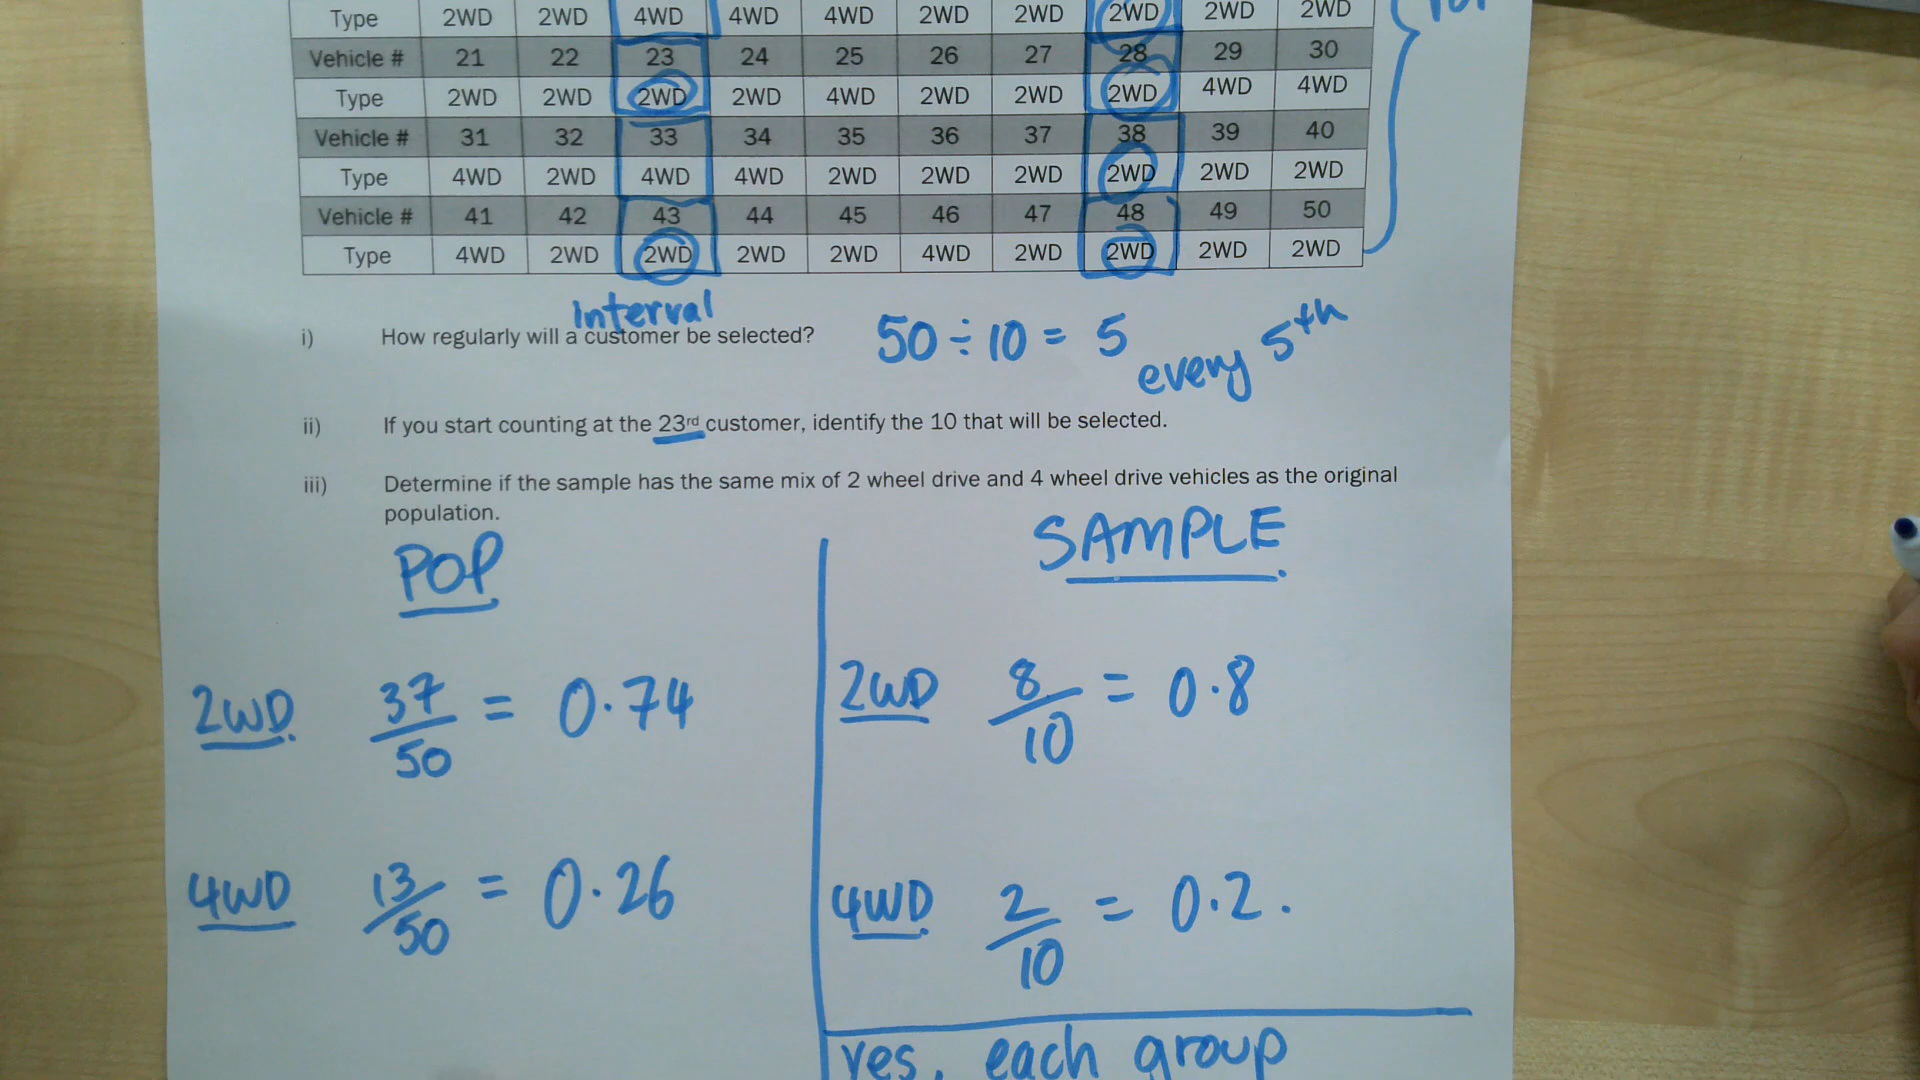 Type 2WD 2WD 4WD 4WD 4WD 2WD 2WD 2WD 2WD 2WD
Vehicle # 21 22 23 24 25 26 27 28 29 30
Type 2WD 2WD 2WD 2WD 4WD 2WD 2WD 2WD 4WD 4WD
Vehicle # 31 32 33 34 35 36 37 38 39 40
Type 4WD 2WD 4WD 4WD 2WD 2WD 2WD 2WD 2WD 2WD
Vehicle # 41 42 43 44 45 46 47 48 49 50
Type 4WD 2WD 2WD 2WD 2WD 4WD 2WD 2WD 2WD 2WD
Interval
i) How regularly will a customer be selected? 50 ÷ 10 = 5
every 5th
ii) If you start counting at the 23rd customer, identify the 10 that will be selected.
iii) Determine if the sample has the same mix of 2 wheel drive and 4 wheel drive vehicles as the original
population.
POP
2WD. 37/50 = 0.74
4WD 13/50 = 0.26
SAMPLE
2WD 8/10 = 0.8
4WD. 2/10 = 0.2.
yes, each group